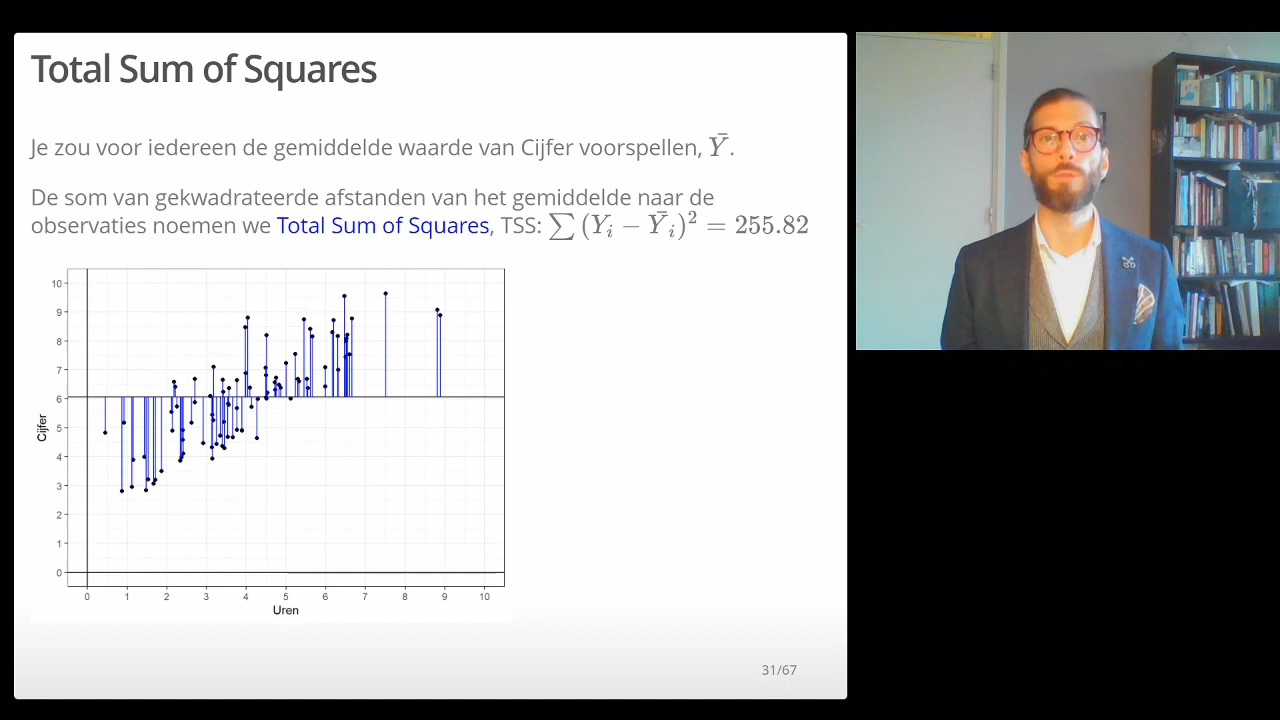 Total Sum of Squares
Je zou voor iedereen de gemiddelde waarde van Cijfer voorspellen, Ȳ.
De som van gekwadrateerde afstanden van het gemiddelde naar de
observaties noemen we Total Sum of Squares, TSS: ∑(Yᵢ − Ȳᵢ)² = 255.82
10
9
8
7
6
5
4
3
2
1
0
Cijfer
0 1 2 3 4 5 6 7 8 9 10
Uren
31/67